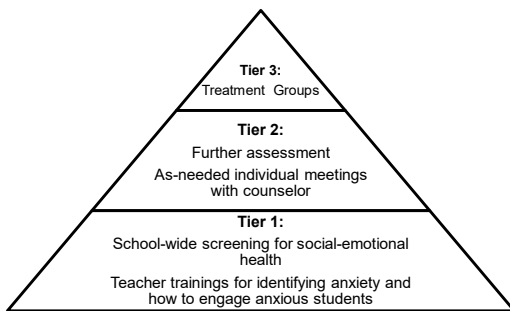 Tier 3:
Treatment Groups
Tier 2:
Further assessment
As-needed individual meetings
with counselor
Tier 1:
School-wide screening for social-emotional
health
Teacher trainings for identifying anxiety and
how to engage anxious students